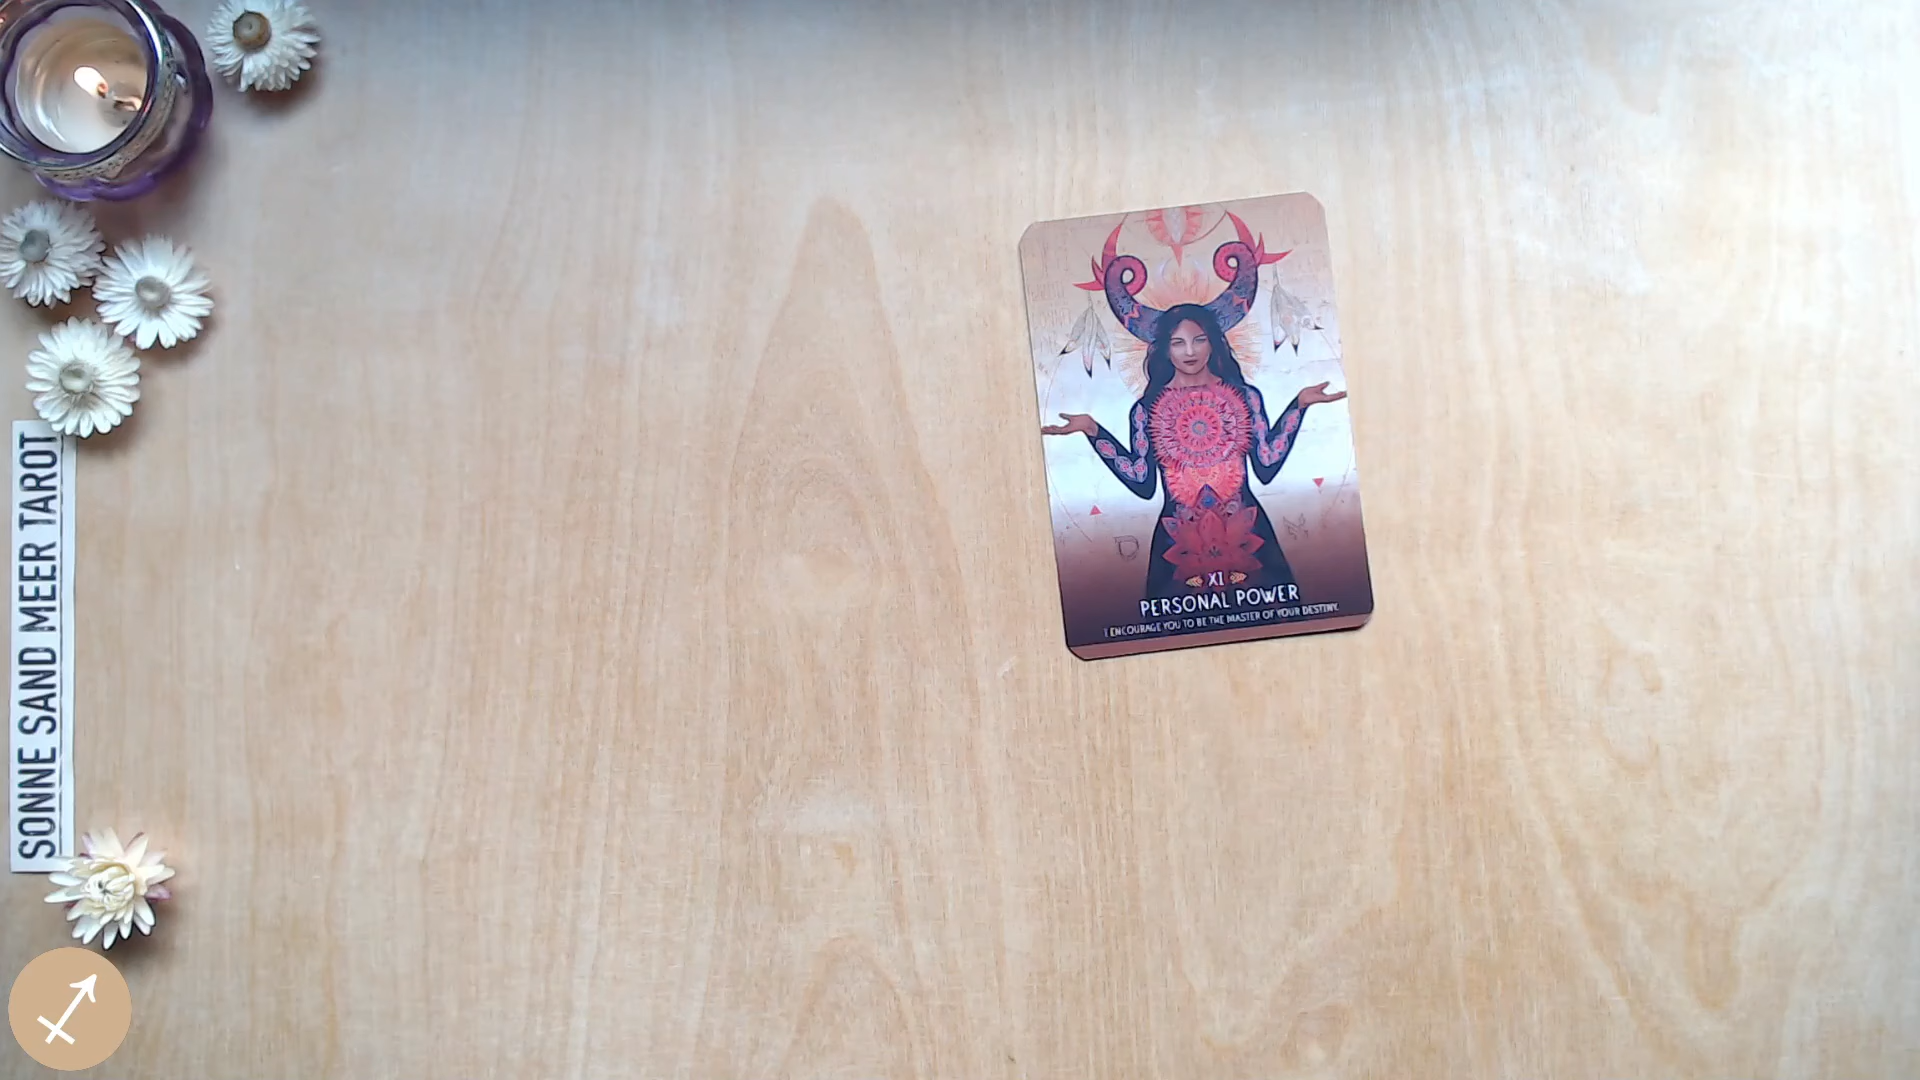 SONNE SAND MEER TAROT
XI
PERSONAL POWER
I ENCOURAGE YOU TO BE THE MASTER OF YOUR DESTINY.